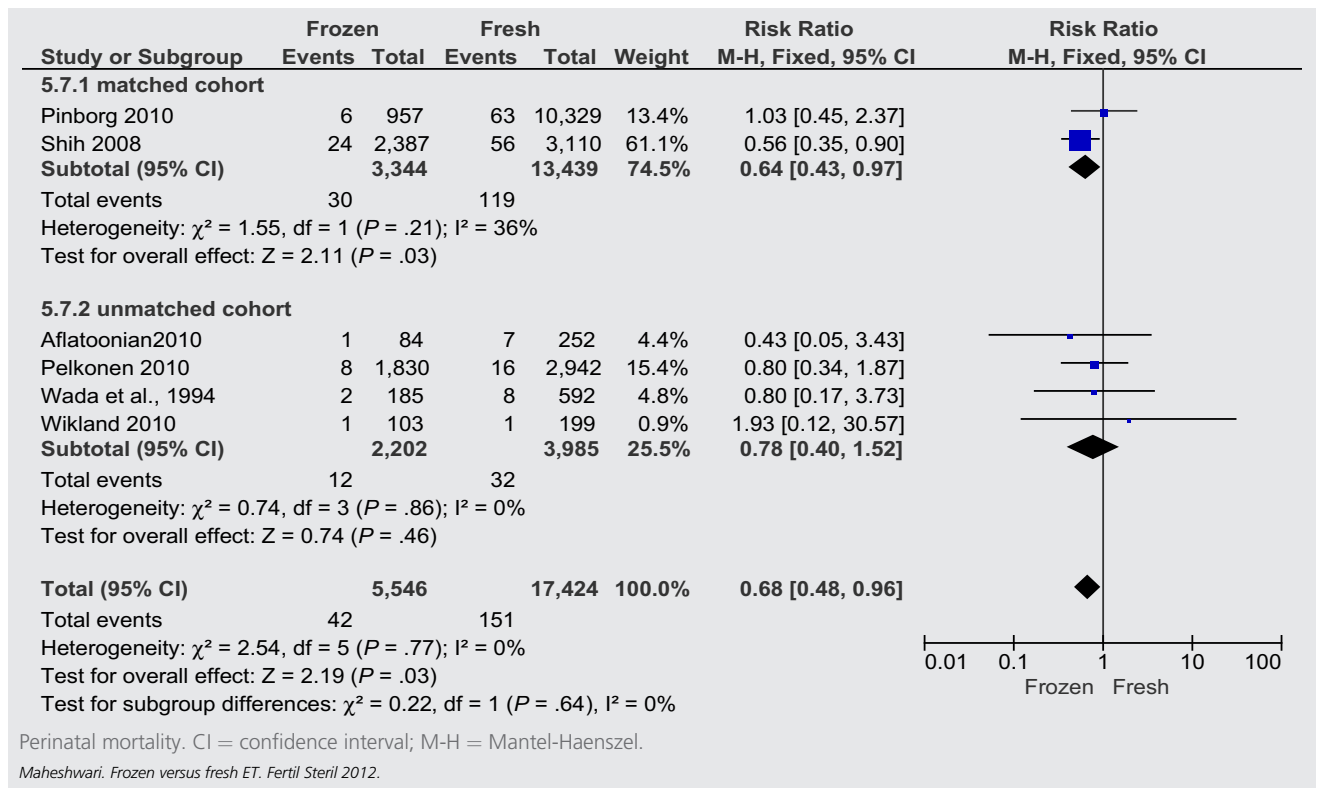 Frozen Fresh Risk Ratio Risk Ratio
Study or Subgroup Events Total Events Total Weight M-H, Fixed, 95% CI M-H, Fixed, 95% CI
5.7.1 matched cohort
Pinborg 2010 6 957 63 10,329 13.4% 1.03 [0.45, 2.37]
Shih 2008 24 2,387 56 3,110 61.1% 0.56 [0.35, 0.90]
Subtotal (95% CI) 3,344 13,439 74.5% 0.64 [0.43, 0.97]
Total events 30 119
Heterogeneity: χ² = 1.55, df = 1 (P = .21); I² = 36%
Test for overall effect: Z = 2.11 (P = .03)
5.7.2 unmatched cohort
Aflatoonian2010 1 84 7 252 4.4% 0.43 [0.05, 3.43]
Pelkonen 2010 8 1,830 16 2,942 15.4% 0.80 [0.34, 1.87]
Wada et al., 1994 2 185 8 592 4.8% 0.80 [0.17, 3.73]
Wikland 2010 1 103 1 199 0.9% 1.93 [0.12, 30.57]
Subtotal (95% CI) 2,202 3,985 25.5% 0.78 [0.40, 1.52]
Total events 12 32
Heterogeneity: χ² = 0.74, df = 3 (P = .86); I² = 0%
Test for overall effect: Z = 0.74 (P = .46)
Total (95% CI) 5,546 17,424 100.0% 0.68 [0.48, 0.96]
Total events 42 151
Heterogeneity: χ² = 2.54, df = 5 (P = .77); I² = 0%
Test for overall effect: Z = 2.19 (P = .03)
Test for subgroup differences: χ² = 0.22, df = 1 (P = .64), I² = 0%
0.01 0.1 1 10 100
Frozen Fresh
Perinatal mortality. CI = confidence interval; M-H = Mantel-Haenszel.
Maheshwari. Frozen versus fresh ET. Fertil Steril 2012.